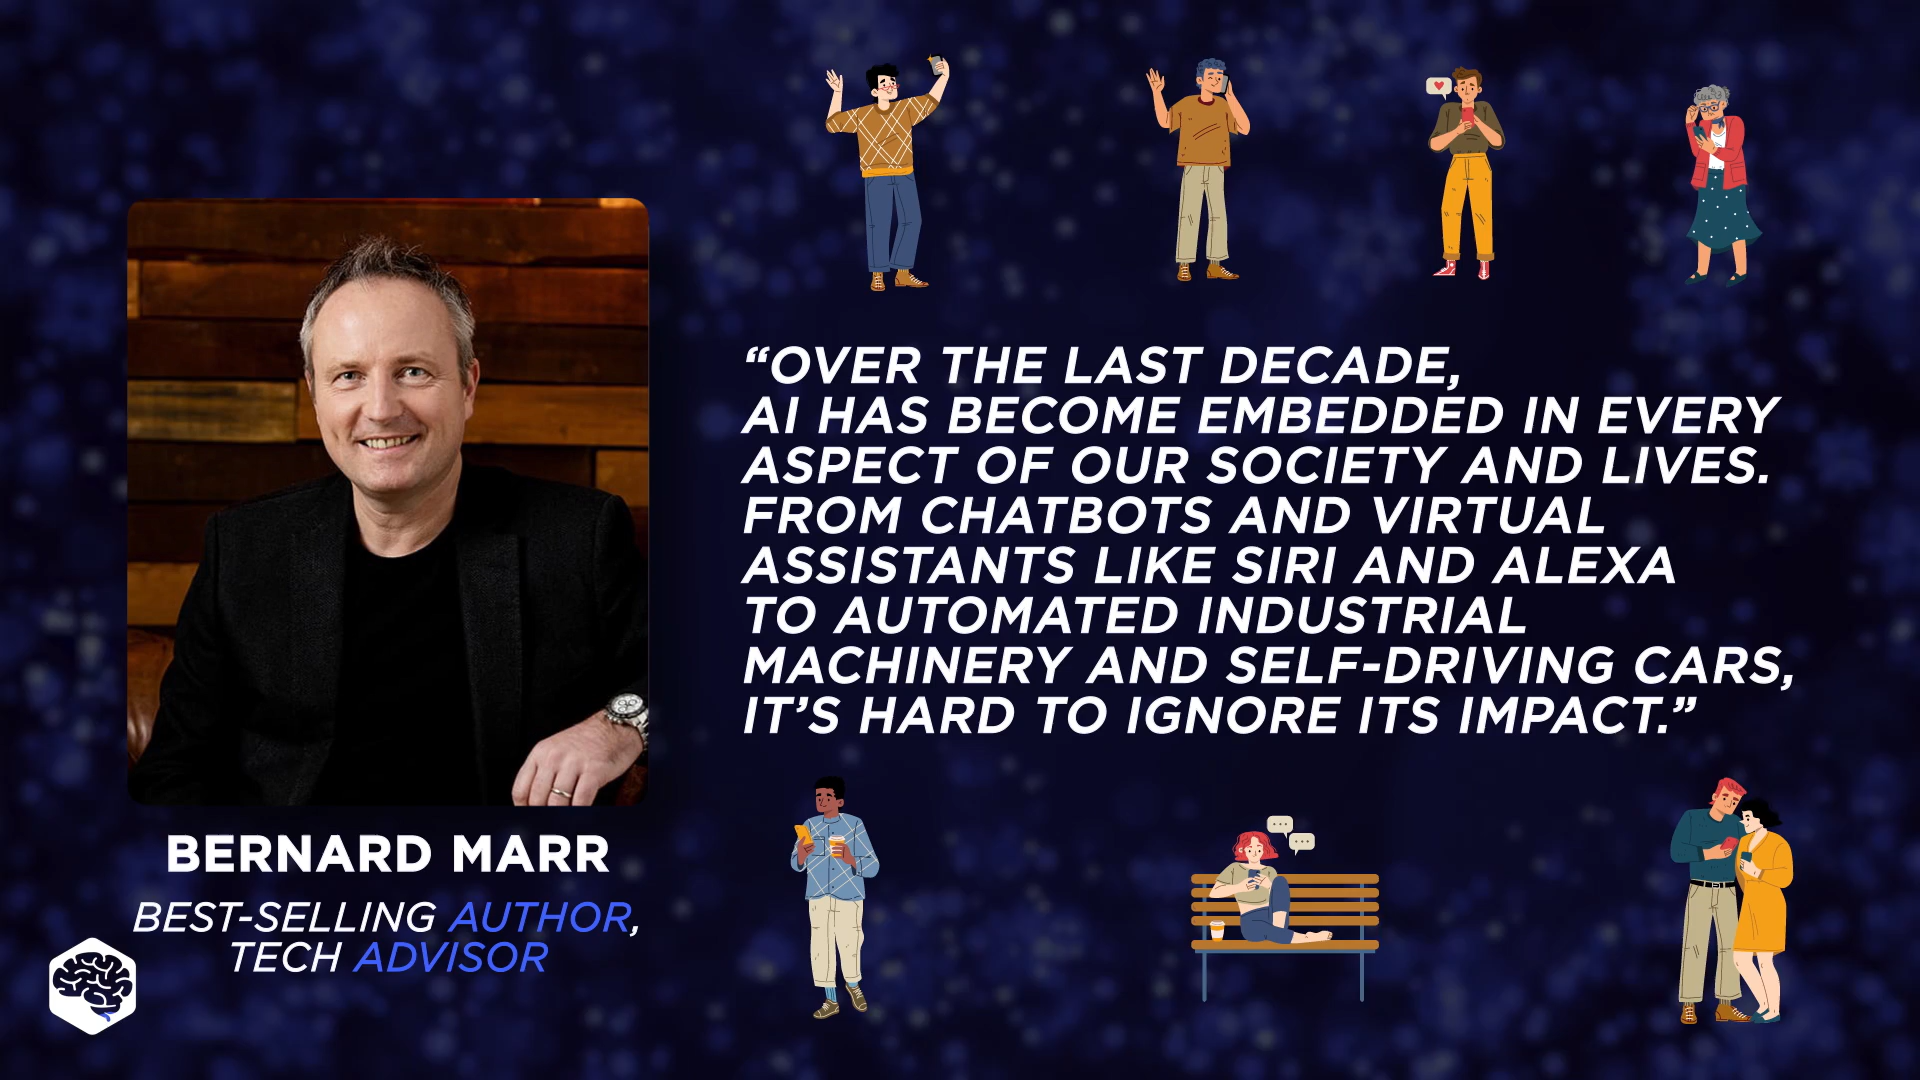 “OVER THE LAST DECADE,
AI HAS BECOME EMBEDDED IN EVERY
ASPECT OF OUR SOCIETY AND LIVES.
FROM CHATBOTS AND VIRTUAL
ASSISTANTS LIKE SIRI AND ALEXA
TO AUTOMATED INDUSTRIAL
MACHINERY AND SELF-DRIVING CARS,
IT’S HARD TO IGNORE ITS IMPACT.”
BERNARD MARR
BEST-SELLING AUTHOR,
TECH ADVISOR